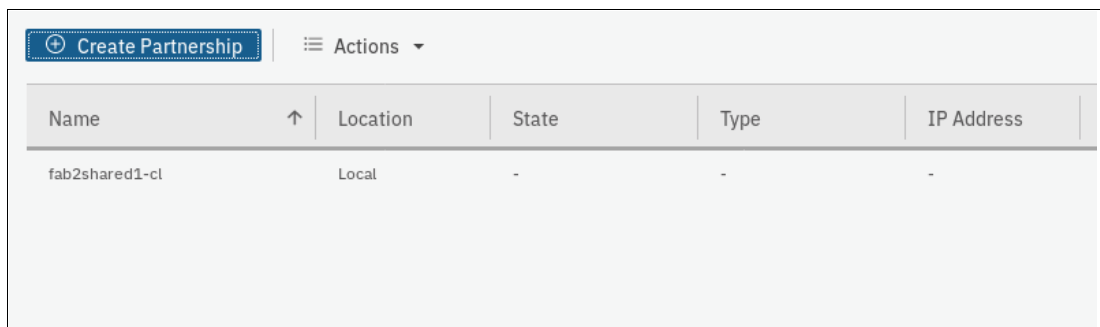 Create Partnership Actions
Name Location State Type IP Address
fab2shared1-cl Local - - -